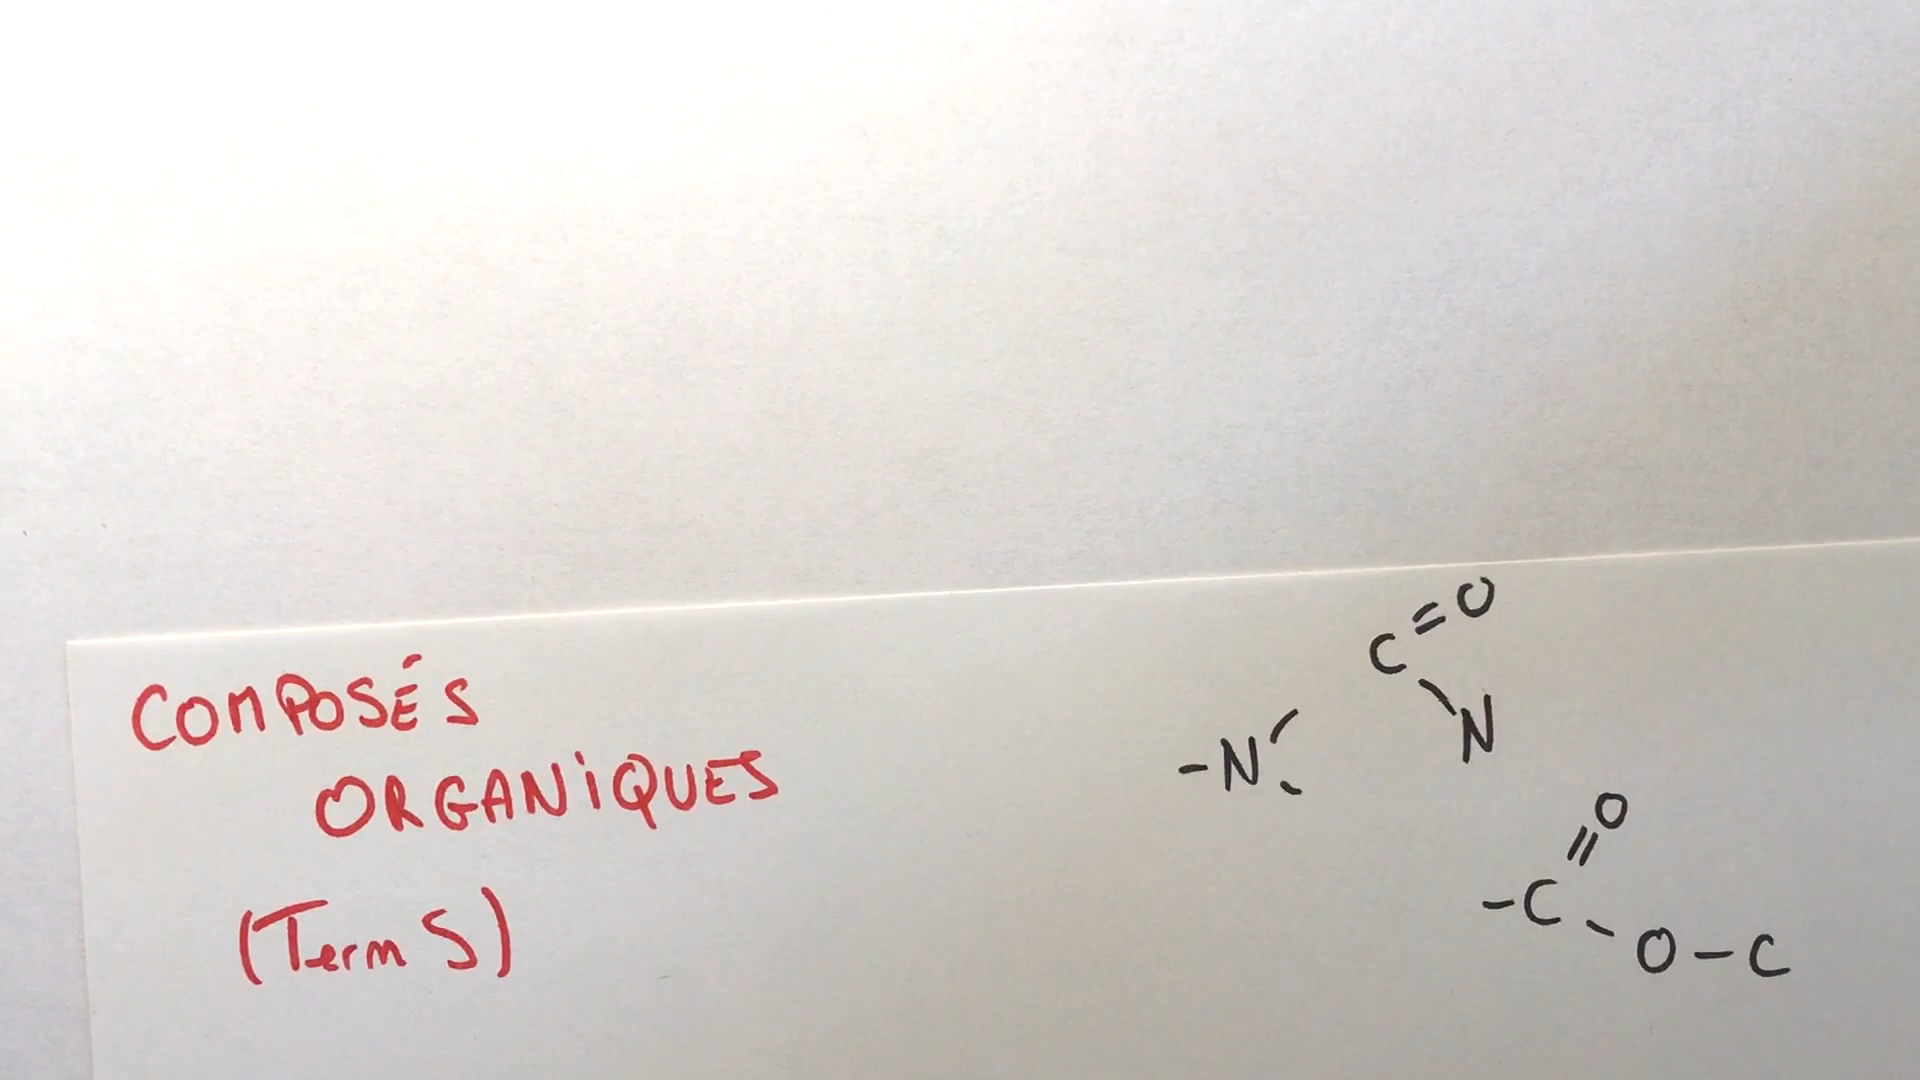 COMPOSÉS
ORGANiQUES
(Term S)
C=O
N
-N
O
-C
O-C